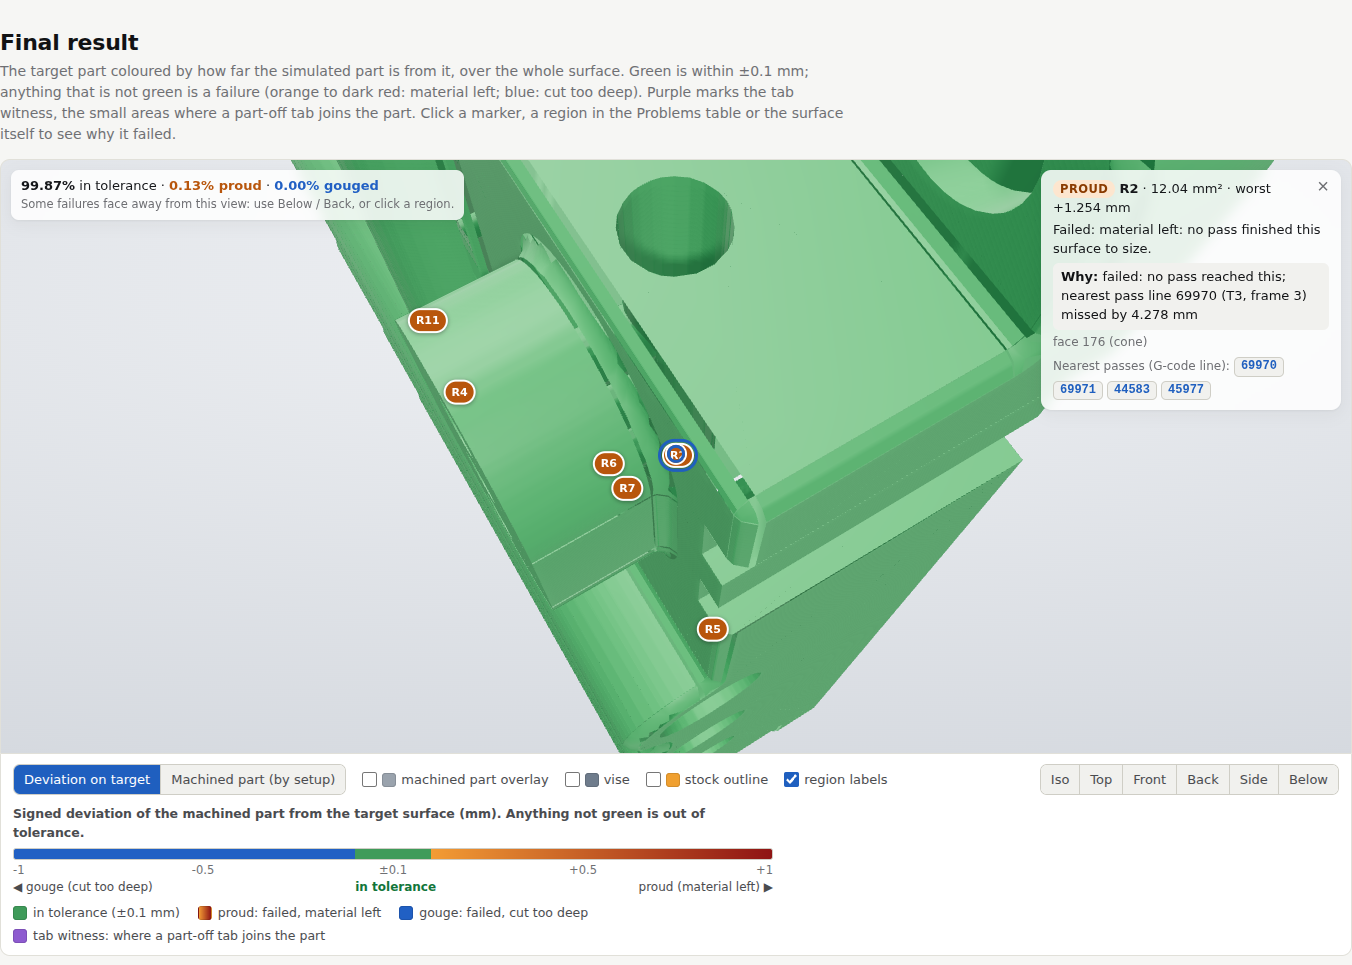 Final result
The target part coloured by how far the simulated part is from it, over the whole surface. Green is within ±0.1 mm;
anything that is not green is a failure (orange to dark red: material left; blue: cut too deep). Purple marks the tab
witness, the small areas where a part-off tab joins the part. Click a marker, a region in the Problems table or the surface
itself to see why it failed.
99.87% in tolerance · 0.13% proud · 0.00% gouged
Some failures face away from this view: use Below / Back, or click a region.
PROUD R2 · 12.04 mm² · worst
+1.254 mm
×
Failed: material left: no pass finished this
surface to size.
Why: failed: no pass reached this;
nearest pass line 69970 (T3, frame 3)
missed by 4.278 mm
face 176 (cone)
Nearest passes (G-code line): 69970
69971 44583 45977
R11
R4
R6
R7
R5
Deviation on target
Machined part (by setup)
machined part overlay
vise
stock outline
region labels
Iso
Top
Front
Back
Side
Below
Signed deviation of the machined part from the target surface (mm). Anything not green is out of
tolerance.
-1 -0.5 ±0.1 +0.5 +1
◀ gouge (cut too deep) in tolerance proud (material left) ▶
in tolerance (±0.1 mm) proud: failed, material left gouge: failed, cut too deep
tab witness: where a part-off tab joins the part